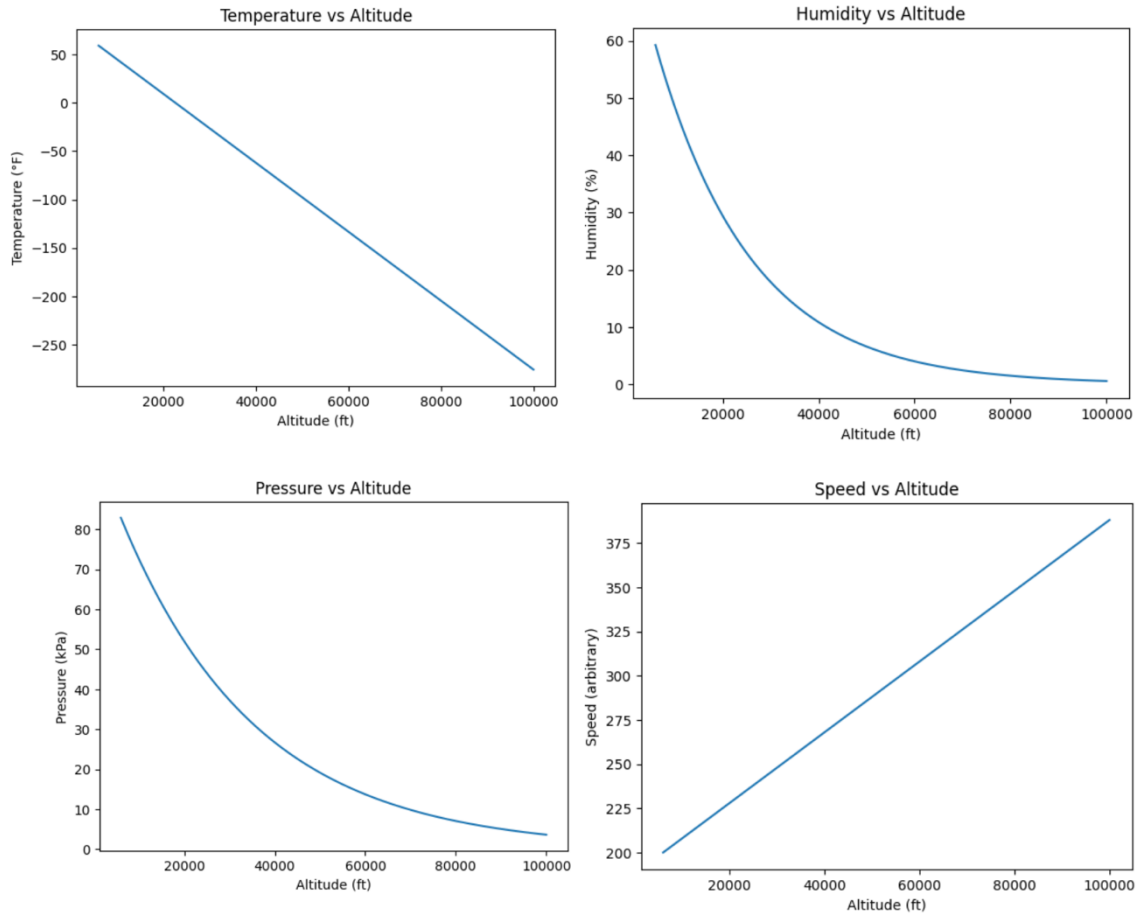 Temperature vs Altitude
50
0
−50
−100
−150
−200
−250
Temperature (°F)
20000 40000 60000 80000 100000
Altitude (ft)
Humidity vs Altitude
60
50
40
30
20
10
0
Humidity (%)
20000 40000 60000 80000 100000
Altitude (ft)
Pressure vs Altitude
80
70
60
50
40
30
20
10
0
Pressure (kPa)
20000 40000 60000 80000 100000
Altitude (ft)
Speed vs Altitude
375
350
325
300
275
250
225
200
Speed (arbitrary)
20000 40000 60000 80000 100000
Altitude (ft)